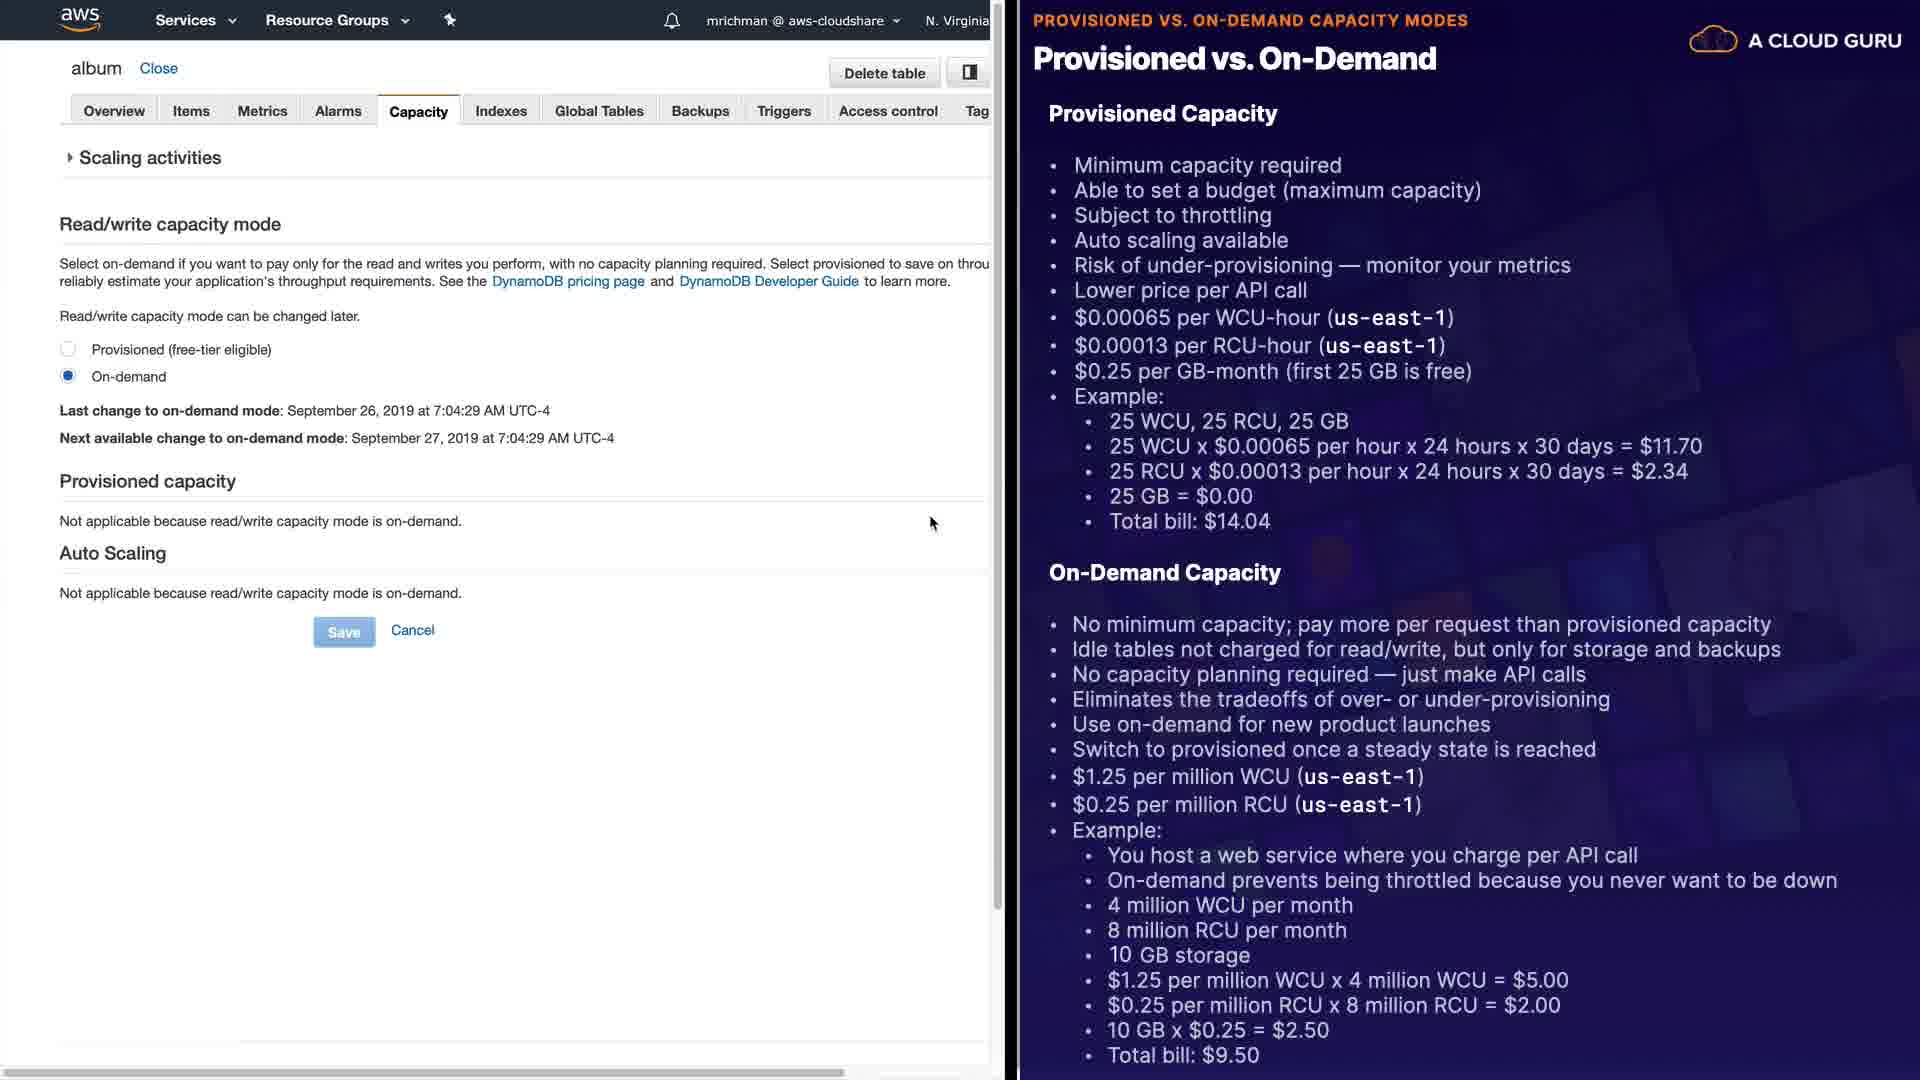 aws
Services
Resource Groups
mrichman @ aws-cloudshare
N. Virginia
album Close
Delete table
Overview Items Metrics Alarms Capacity Indexes Global Tables Backups Triggers Access control Tag
Scaling activities
Read/write capacity mode
Select on-demand if you want to pay only for the read and writes you perform, with no capacity planning required. Select provisioned to save on throu
reliably estimate your application's throughput requirements. See the DynamoDB pricing page and DynamoDB Developer Guide to learn more.
Read/write capacity mode can be changed later.
Provisioned (free-tier eligible)
On-demand
Last change to on-demand mode: September 26, 2019 at 7:04:29 AM UTC-4
Next available change to on-demand mode: September 27, 2019 at 7:04:29 AM UTC-4
Provisioned capacity
Not applicable because read/write capacity mode is on-demand.
Auto Scaling
Not applicable because read/write capacity mode is on-demand.
Save Cancel
PROVISIONED VS. ON-DEMAND CAPACITY MODES
Provisioned vs. On-Demand
A CLOUD GURU
Provisioned Capacity
• Minimum capacity required
• Able to set a budget (maximum capacity)
• Subject to throttling
• Auto scaling available
• Risk of under-provisioning — monitor your metrics
• Lower price per API call
• $0.00065 per WCU-hour (us-east-1)
• $0.00013 per RCU-hour (us-east-1)
• $0.25 per GB-month (first 25 GB is free)
• Example:
• 25 WCU, 25 RCU, 25 GB
• 25 WCU x $0.00065 per hour x 24 hours x 30 days = $11.70
• 25 RCU x $0.00013 per hour x 24 hours x 30 days = $2.34
• 25 GB = $0.00
• Total bill: $14.04
On-Demand Capacity
• No minimum capacity; pay more per request than provisioned capacity
• Idle tables not charged for read/write, but only for storage and backups
• No capacity planning required — just make API calls
• Eliminates the tradeoffs of over- or under-provisioning
• Use on-demand for new product launches
• Switch to provisioned once a steady state is reached
• $1.25 per million WCU (us-east-1)
• $0.25 per million RCU (us-east-1)
• Example:
• You host a web service where you charge per API call
• On-demand prevents being throttled because you never want to be down
• 4 million WCU per month
• 8 million RCU per month
• 10 GB storage
• $1.25 per million WCU x 4 million WCU = $5.00
• $0.25 per million RCU x 8 million RCU = $2.00
• 10 GB x $0.25 = $2.50
• Total bill: $9.50